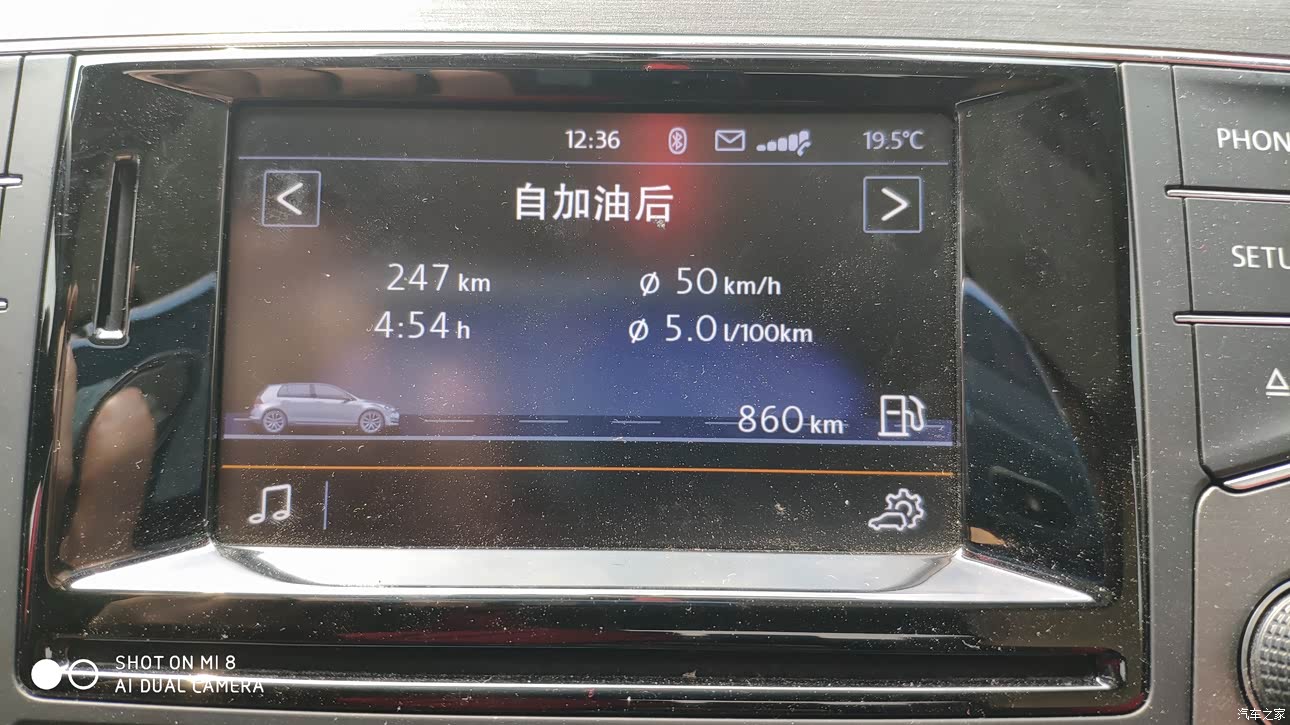 12:36 19.5°C
自加油后
247 km ø 50 km/h
4:54 h ø 5.0 l/100km
860 km
PHON
SETU
SHOT ON MI 8
AI DUAL CAMERA
汽车之家